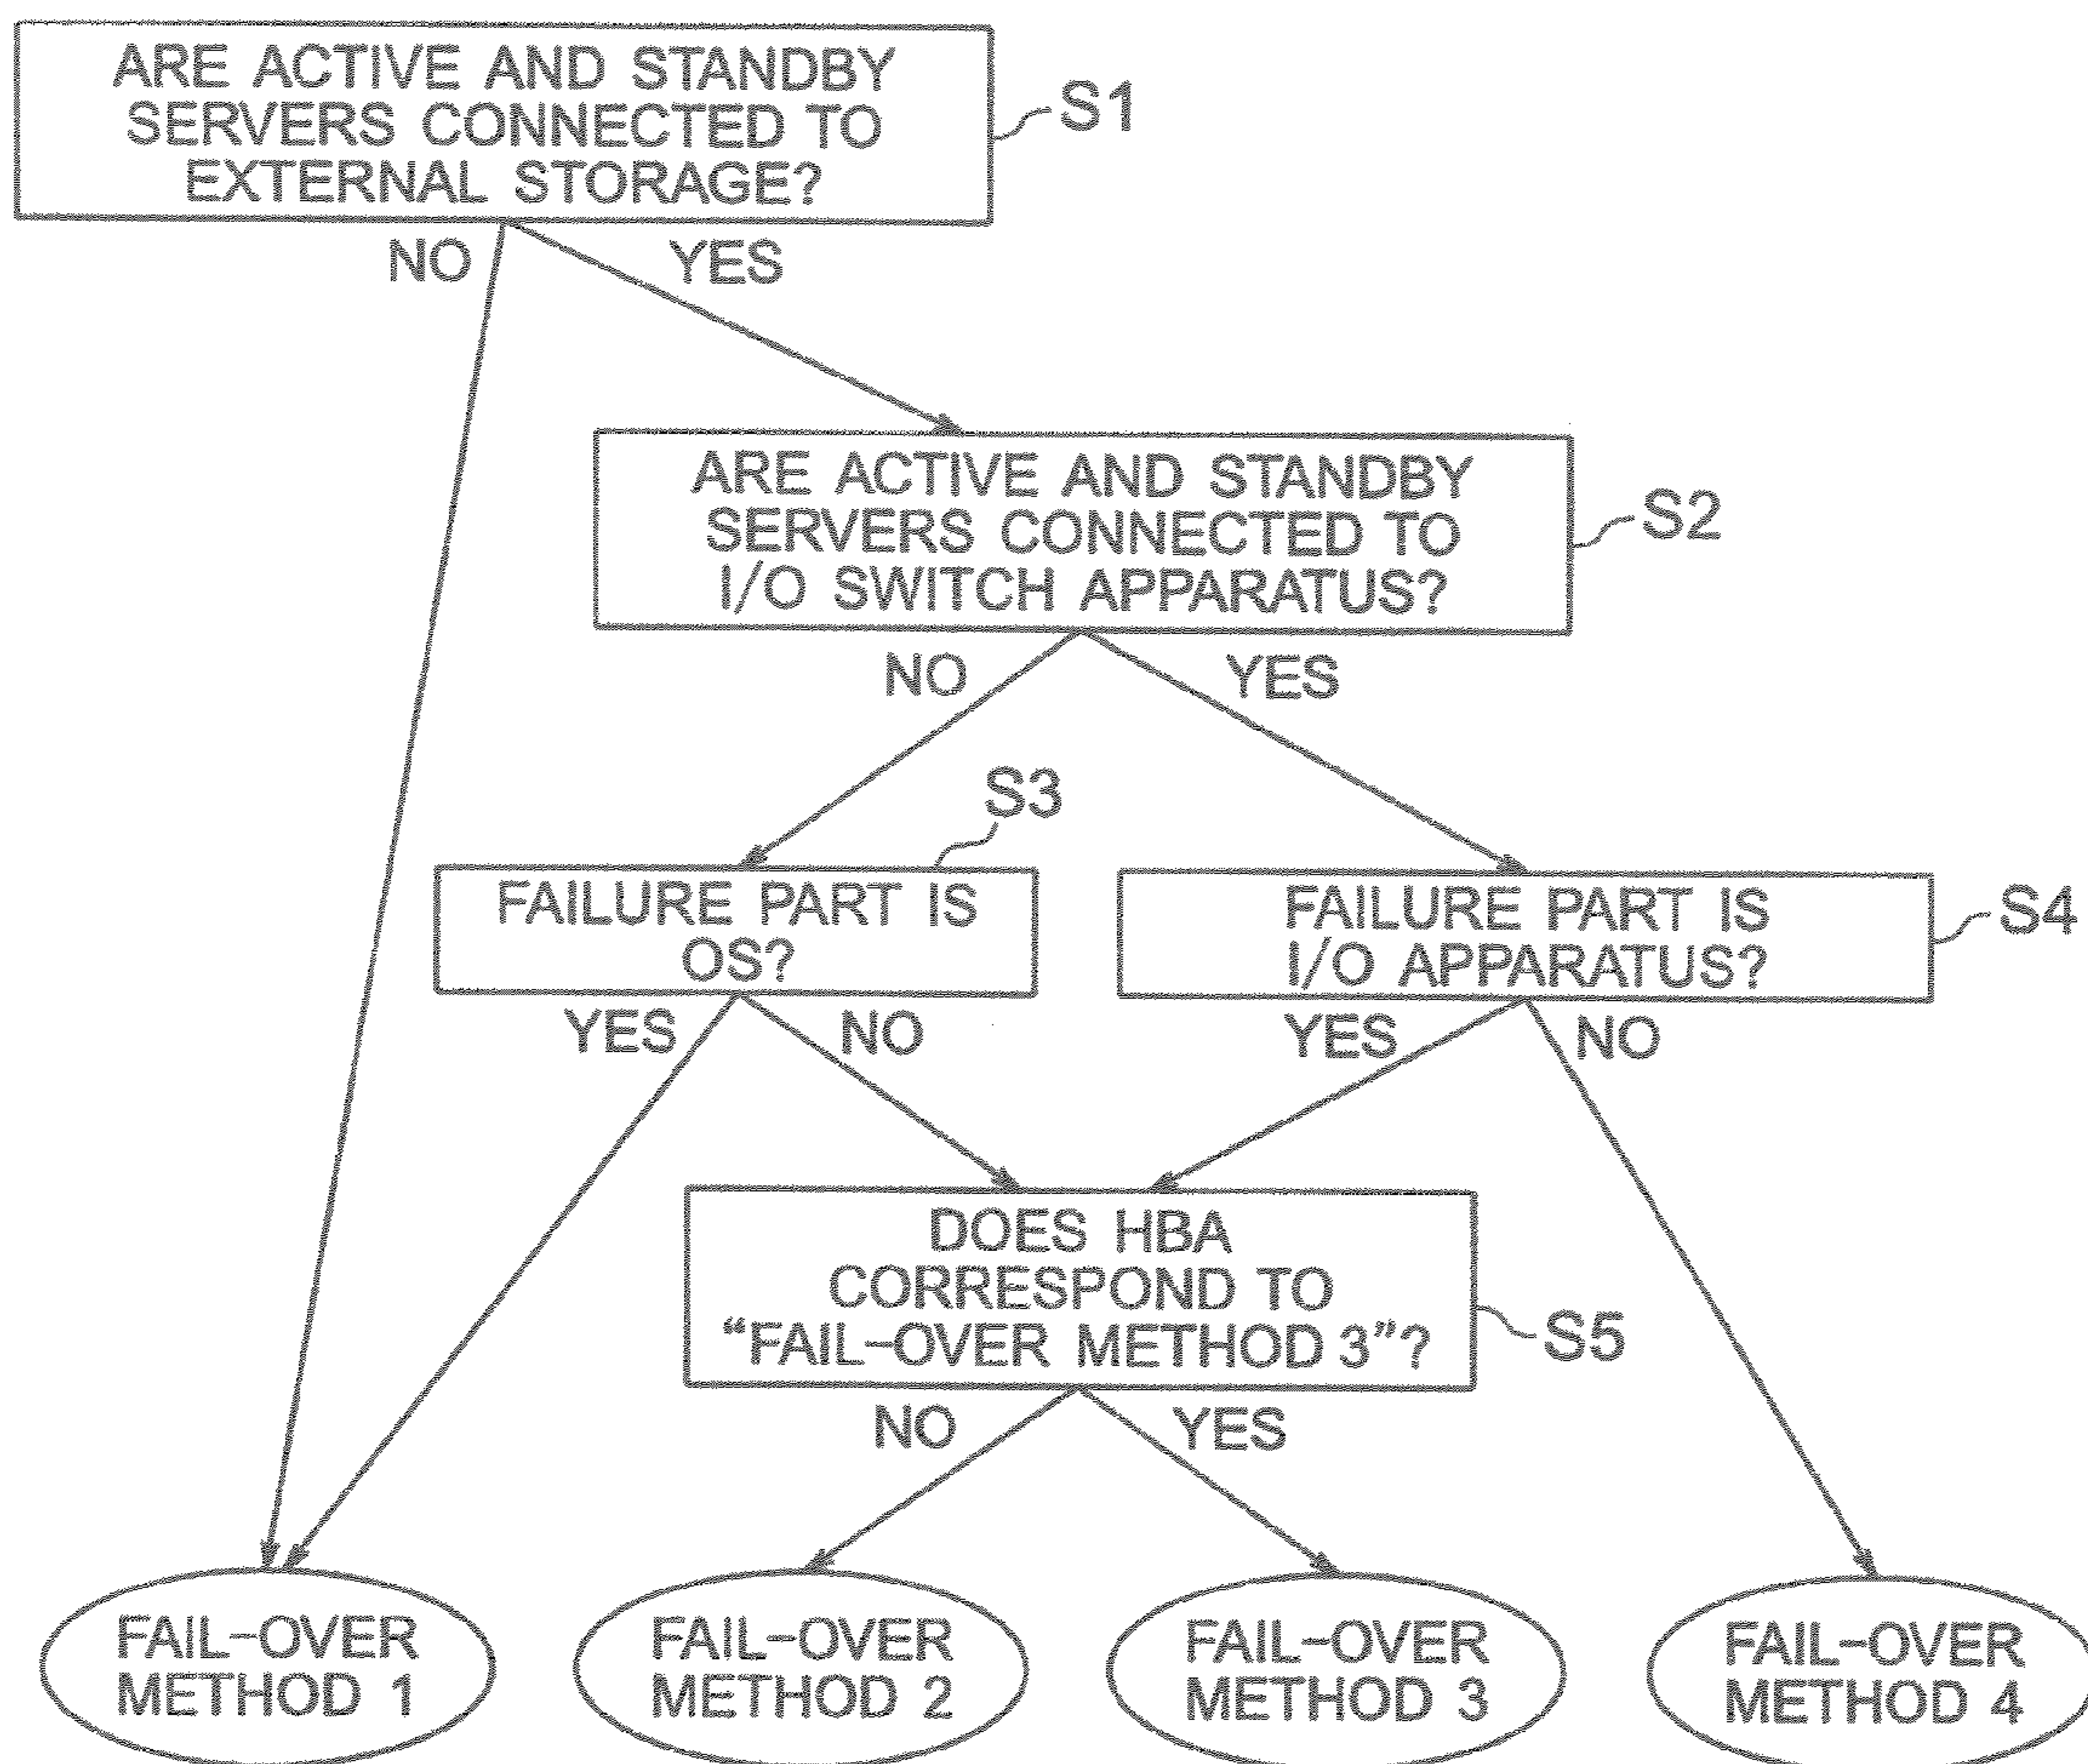 ARE ACTIVE AND STANDBY
SERVERS CONNECTED TO
EXTERNAL STORAGE?
S1
NO
YES
ARE ACTIVE AND STANDBY
SERVERS CONNECTED TO
I/O SWITCH APPARATUS?
S2
NO
YES
S3
FAILURE PART IS
OS?
FAILURE PART IS
I/O APPARATUS?
S4
YES
NO
YES
NO
DOES HBA
CORRESPOND TO
“FAIL-OVER METHOD 3”?
S5
NO
YES
FAIL-OVER
METHOD 1
FAIL-OVER
METHOD 2
FAIL-OVER
METHOD 3
FAIL-OVER
METHOD 4